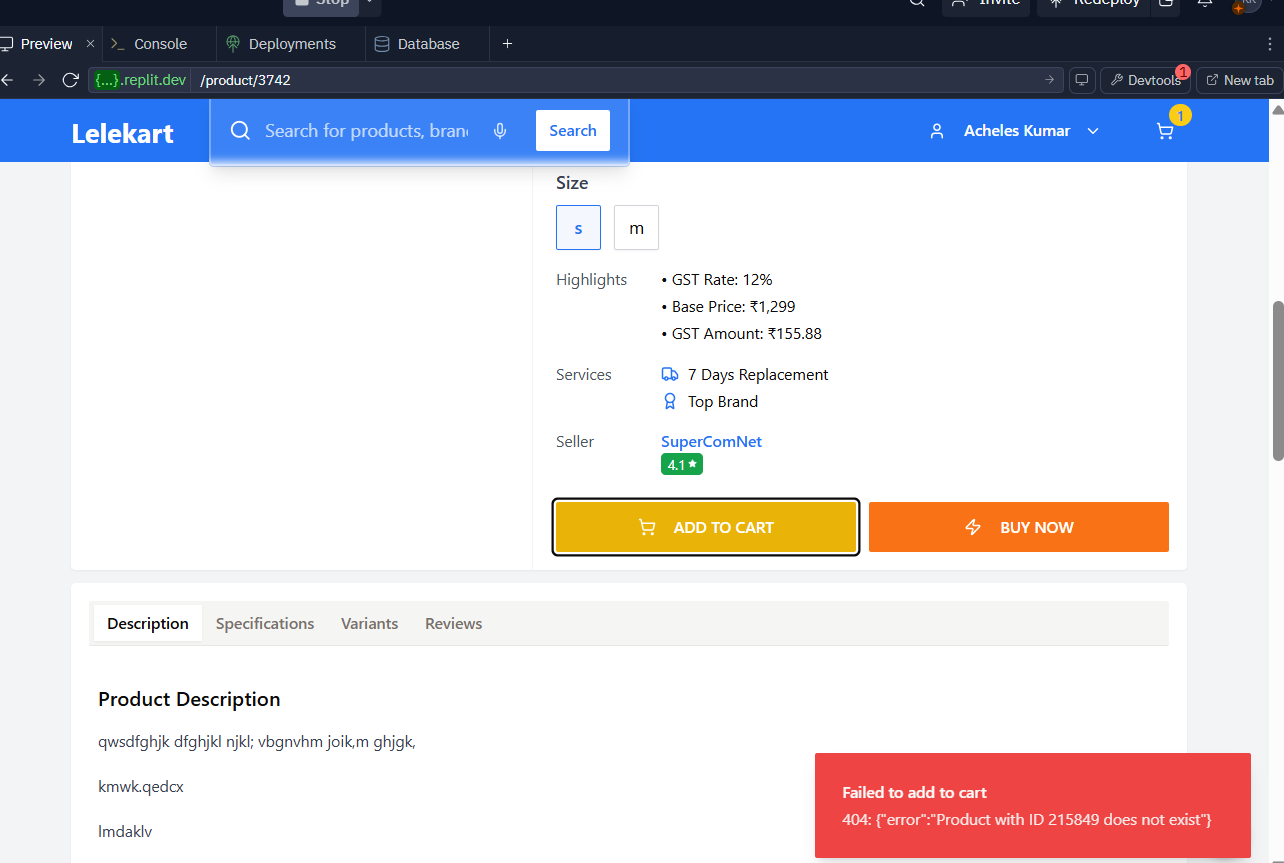 Stop
Invite
Redeploy
Preview
Console
Deployments
Database
{...}.replit.dev
/product/3742
Devtools
1
New tab
Lelekart
Search for products, bran
Search
Acheles Kumar
1
Size
s
m
Highlights
• GST Rate: 12%
• Base Price: ₹1,299
• GST Amount: ₹155.88
Services
7 Days Replacement
Top Brand
Seller
SuperComNet
4.1
ADD TO CART
BUY NOW
Description
Specifications
Variants
Reviews
Product Description
qwsdfghjk dfghjkl njkl; vbgnvhm joik,m ghjgk,
kmwk.qedcx
lmdaklv
Failed to add to cart
404: {"error":"Product with ID 215849 does not exist"}